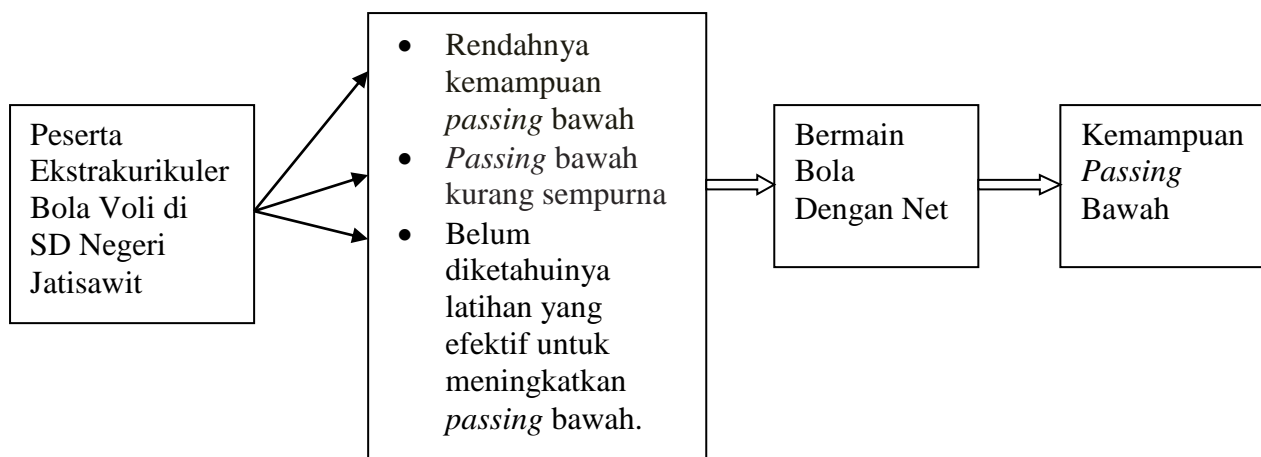 Peserta
Ekstrakurikuler
Bola Voli di
SD Negeri
Jatisawit
• Rendahnya
kemampuan
passing bawah
• Passing bawah
kurang sempurna
• Belum
diketahuinya
latihan yang
efektif untuk
meningkatkan
passing bawah.
Bermain
Bola
Dengan Net
Kemampuan
Passing
Bawah